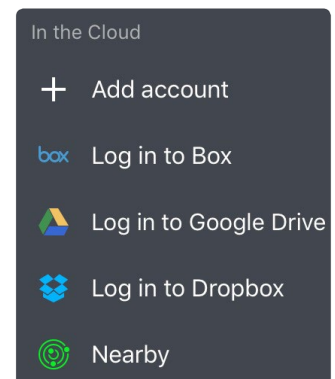 In the Cloud
Add account
box Log in to Box
Log in to Google Drive
Log in to Dropbox
Nearby